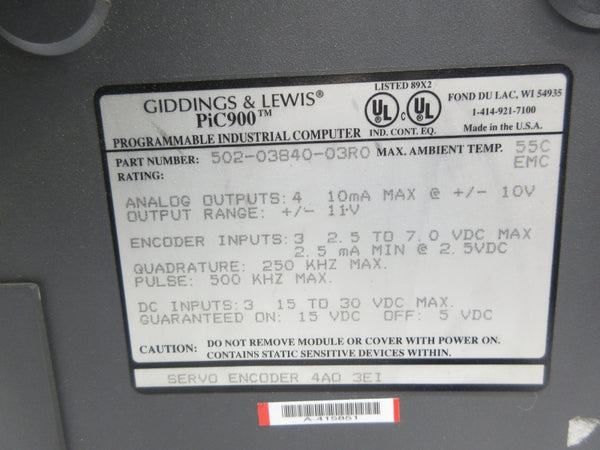 GIDDINGS & LEWIS®
PiC900™
PROGRAMMABLE INDUSTRIAL COMPUTER
LISTED 89X2
UL c UL
IND. CONT. EQ.
FOND DU LAC, WI 54935
1-414-921-7100
Made in the U.S.A.
PART NUMBER: 502-03840-03R0 MAX. AMBIENT TEMP. 55C
RATING: EMC
ANALOG OUTPUTS: 4 10mA MAX @ +/- 10V
OUTPUT RANGE: +/- 11V
ENCODER INPUTS: 3 2.5 TO 7.0 VDC MAX
2.5 mA MIN @ 2.5VDC
QUADRATURE: 250 KHZ MAX.
PULSE: 500 KHZ MAX.
DC INPUTS: 3 15 TO 30 VDC MAX.
GUARANTEED ON: 15 VDC OFF: 5 VDC
CAUTION: DO NOT REMOVE MODULE OR COVER WITH POWER ON.
CONTAINS STATIC SENSITIVE DEVICES WITHIN.
SERVO ENCODER 4AO 3EI
A-415851